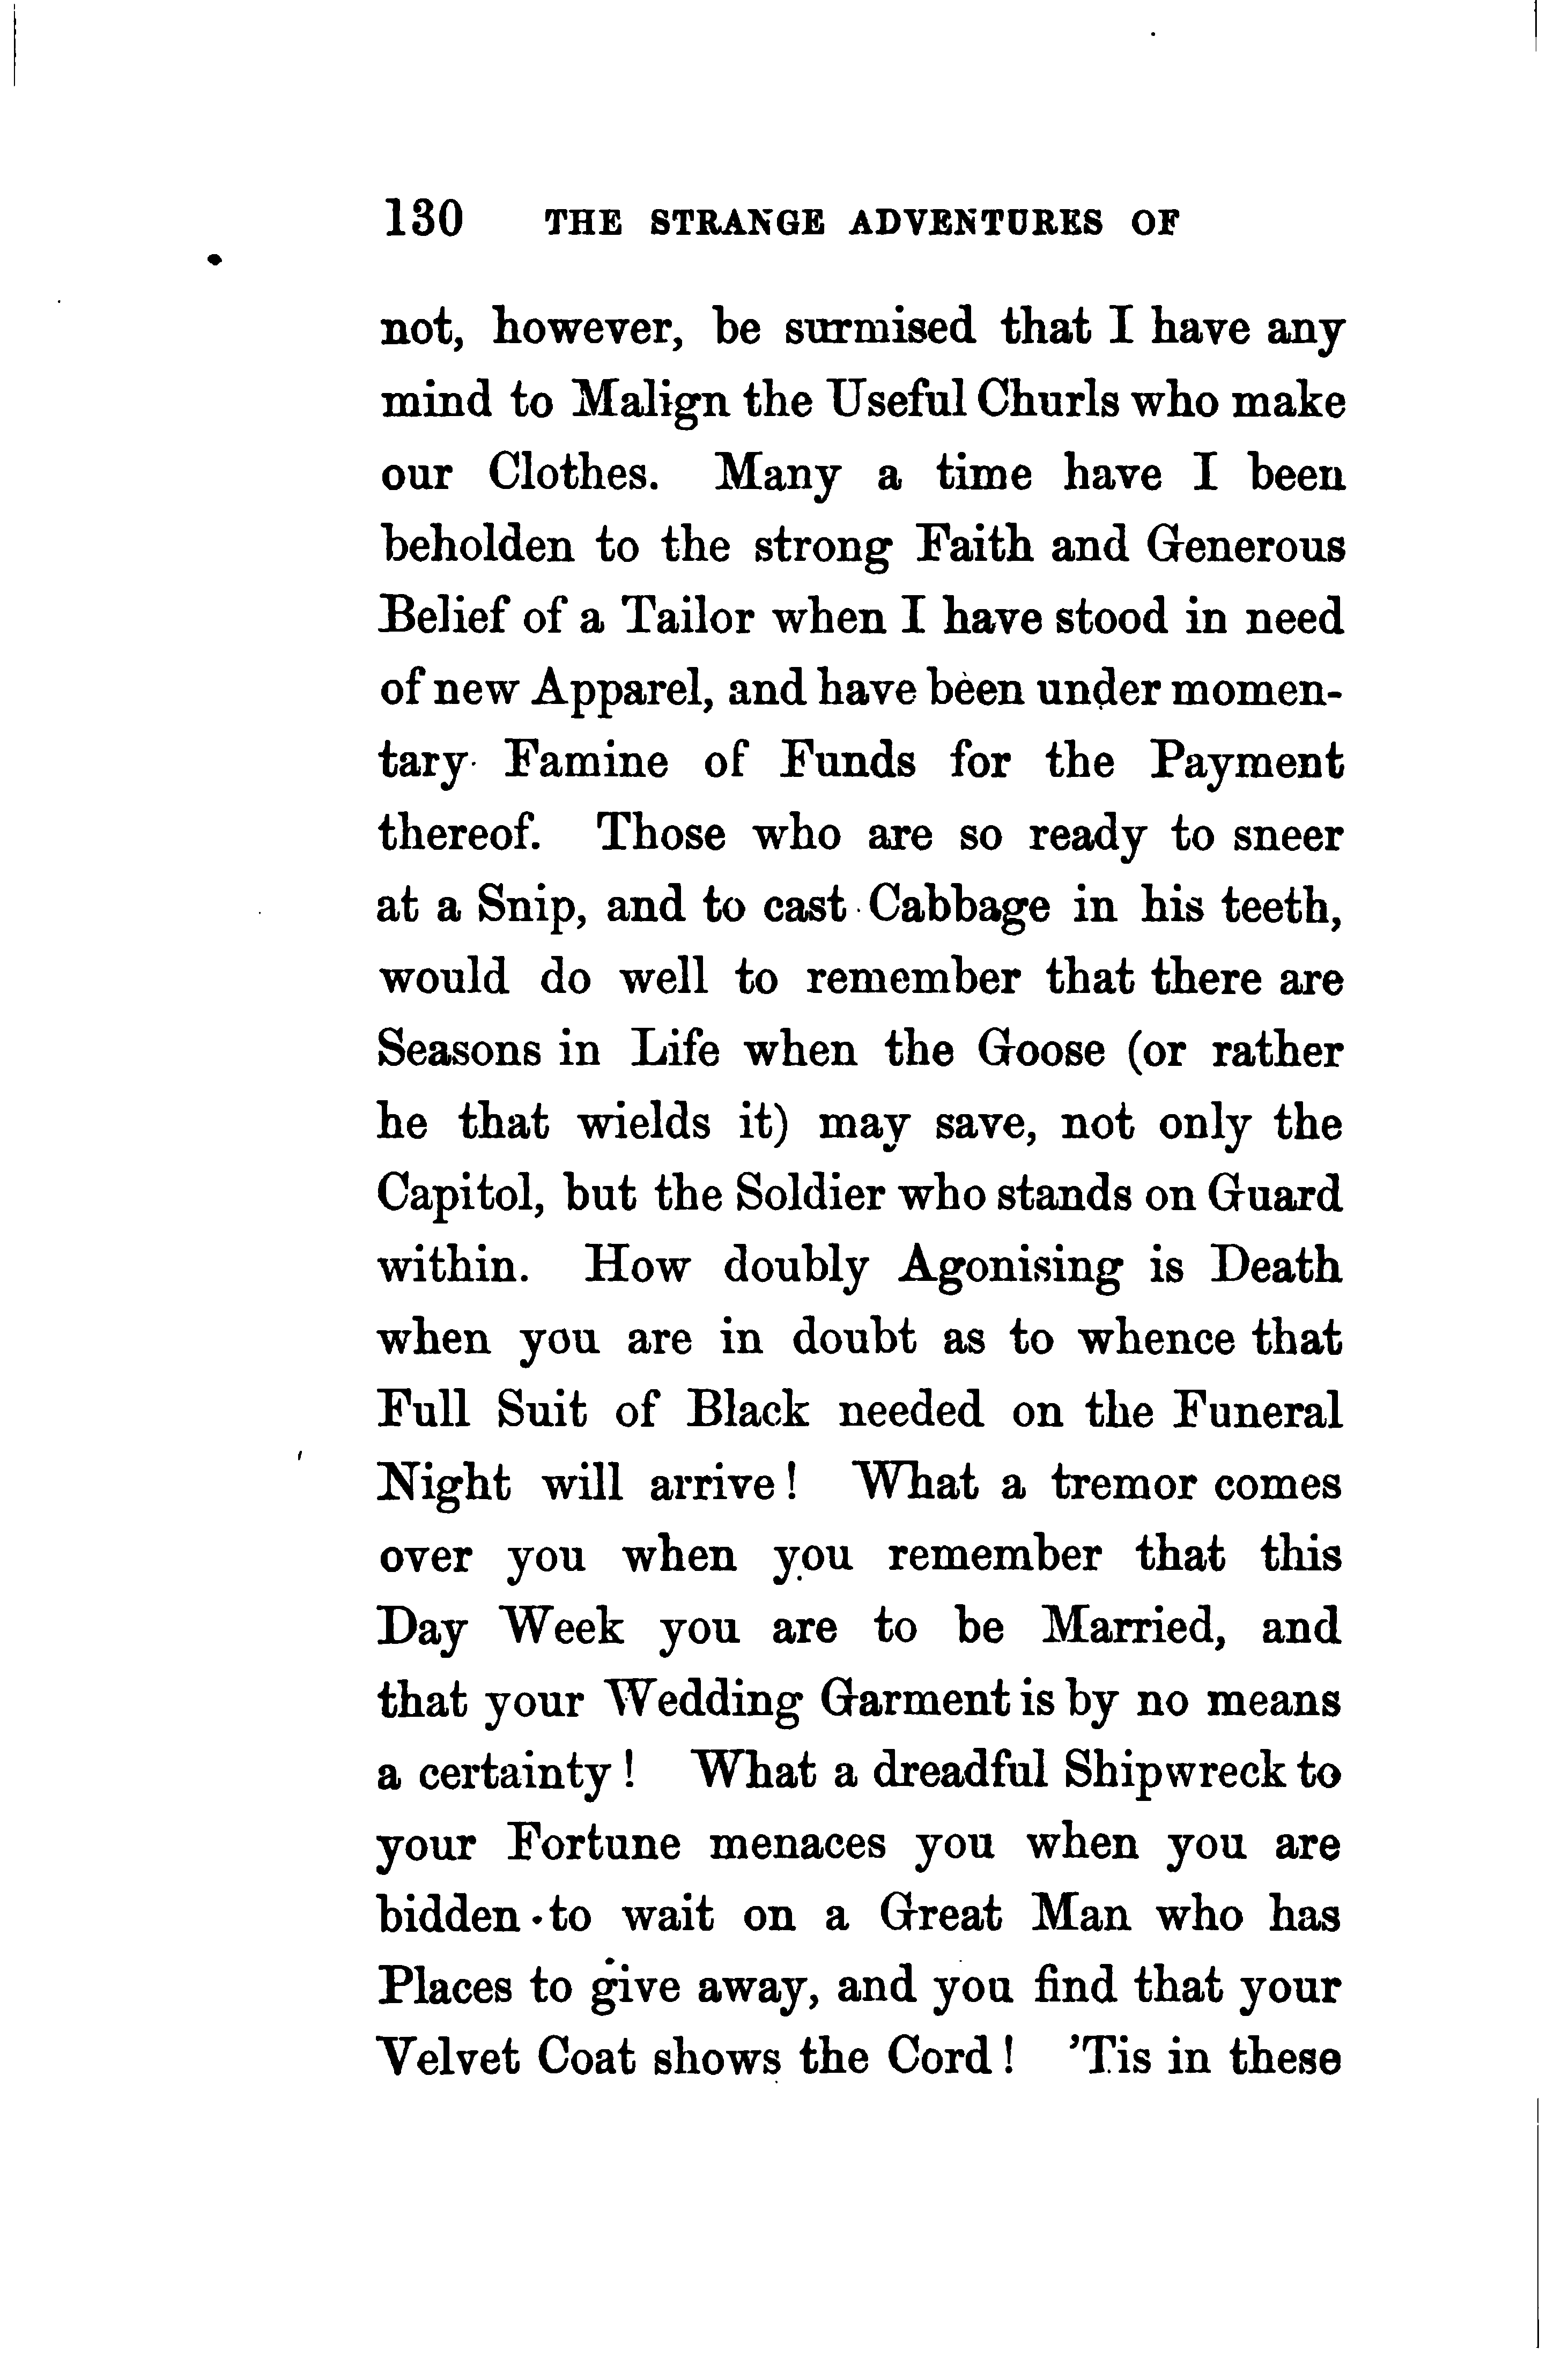 130 THE STRANGE ADVENTURES OF
not, however, be surmised that I have any
mind to Malign the Useful Churls who make
our Clothes. Many a time have I been
beholden to the strong Faith and Generous
Belief of a Tailor when I have stood in need
of new Apparel, and have been under momen-
tary Famine of Funds for the Payment
thereof. Those who are so ready to sneer
at a Snip, and to cast Cabbage in his teeth,
would do well to remember that there are
Seasons in Life when the Goose (or rather
he that wields it) may save, not only the
Capitol, but the Soldier who stands on Guard
within. How doubly Agonising is Death
when you are in doubt as to whence that
Full Suit of Black needed on the Funeral
Night will arrive! What a tremor comes
over you when you remember that this
Day Week you are to be Married, and
that your Wedding Garment is by no means
a certainty! What a dreadful Shipwreck to
your Fortune menaces you when you are
bidden to wait on a Great Man who has
Places to give away, and you find that your
Velvet Coat shows the Cord! 'Tis in these